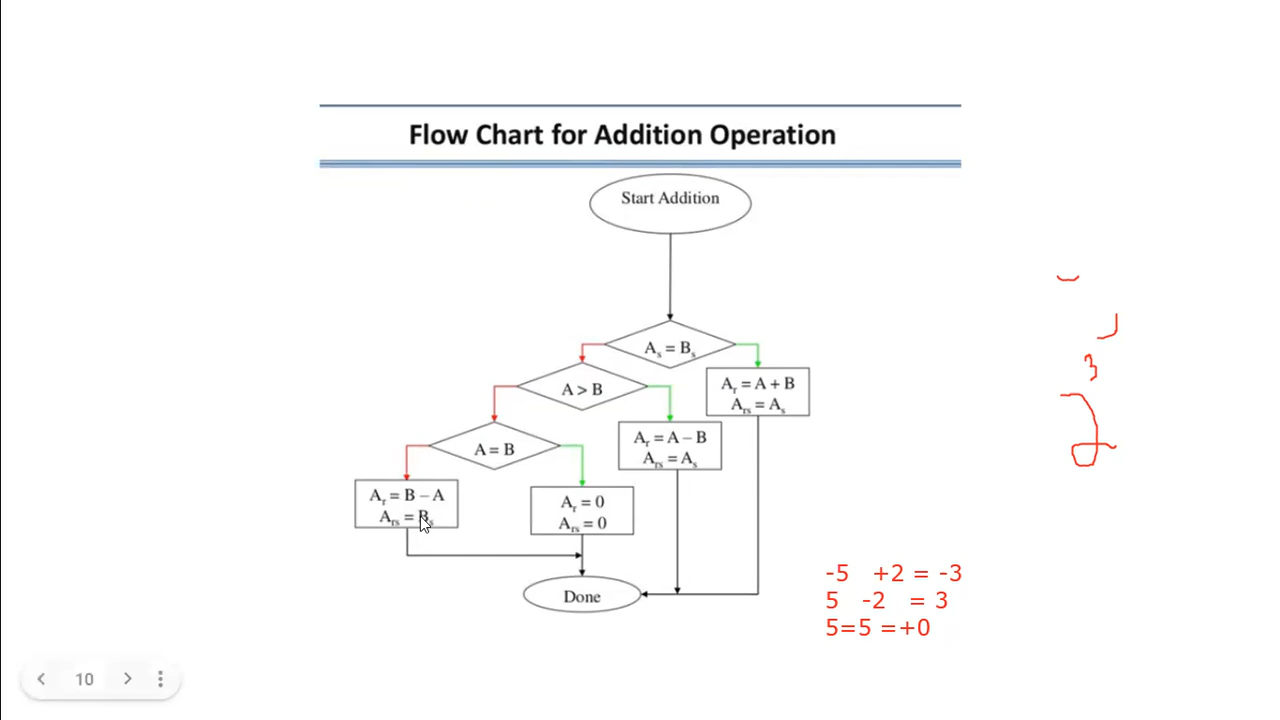 Flow Chart for Addition Operation
Start Addition
As = Bs
A > B
Ar = A + B
Ars = As
A = B
Ar = A – B
Ars = As
Ar = B – A
Ars = Bs
Ar = 0
Ars = 0
Done
-5 +2 = -3
5 -2 = 3
5=5 =+0
3
10